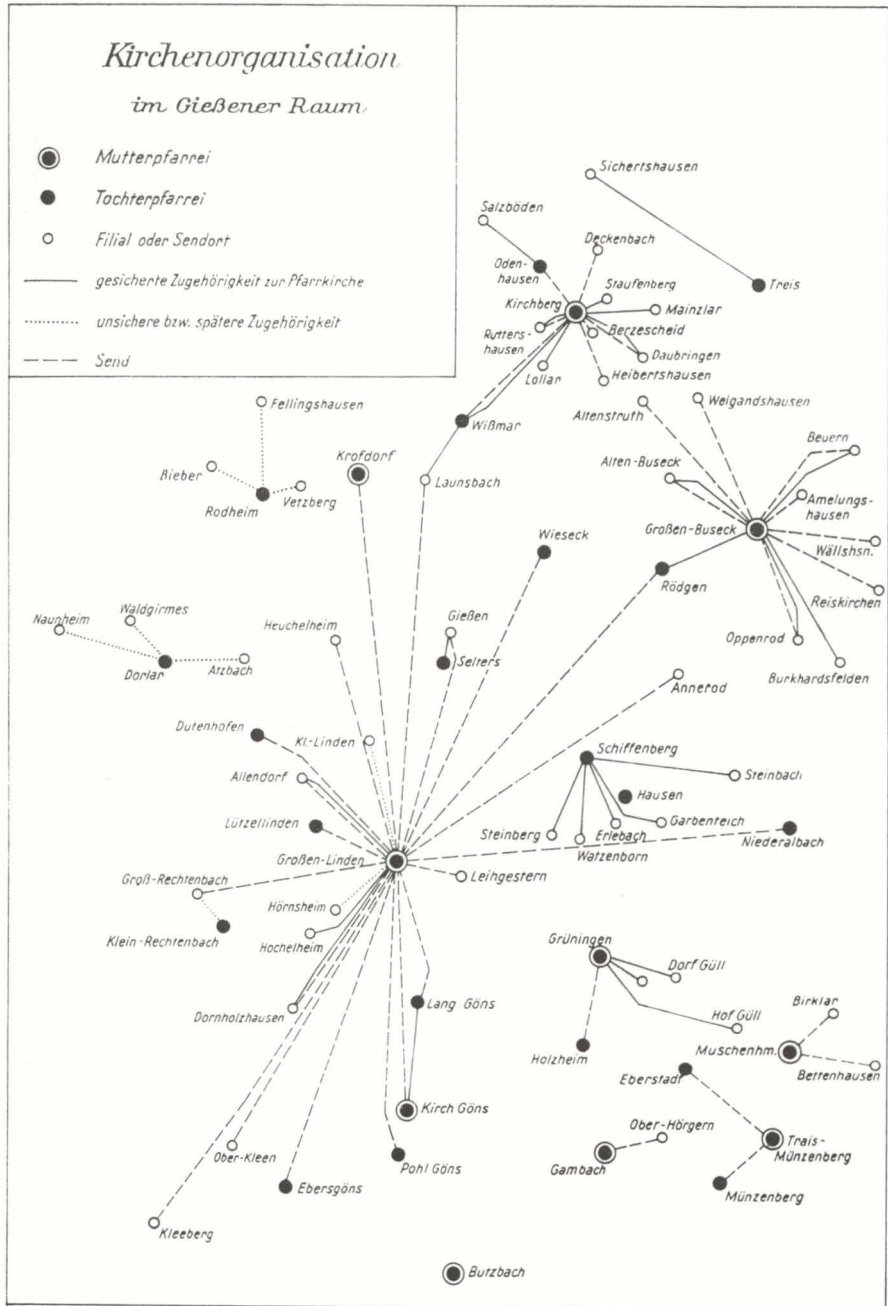 Kirchenorganisation
im Gießener Raum
Mutterpfarrei
Tochterpfarrei
Filial oder Sendort
gesicherte Zugehörigkeit zur Pfarrkirche
unsichere bzw. spätere Zugehörigkeit
Send
Sichertshausen
Salzböden
Deckenbach
Oden-
hausen
Treis
Staufenberg
Kirchberg
Mainzlar
Rutters-
hausen
Berzescheid
Daubringen
Lollar
Heibertshausen
Fellingshausen
Wißmar
Altenstruth
Weigandshausen
Beuern
Bieber
Krofdorf
Launsbach
Alten-Buseck
Vetzberg
Rodheim
Amelungs-
hausen
Großen-Buseck
Wieseck
Wällshsn.
Rödgen
Reiskirchen
Naunheim
Waldgirmes
Heuchelheim
Gießen
Oppenrod
Dorlar
Atzbach
Selters
Burkhardsfelden
Annerod
Dutenhofen
Kl.-Linden
Schiffenberg
Allendorf
Steinbach
Hausen
Lützellinden
Steinberg
Erlebach
Garbenteich
Watzenborn
Niederalbach
Großen-Linden
Groß-Rechtenbach
Leihgestern
Hörnsheim
Klein-Rechtenbach
Hochelheim
Grüningen
Dorf Güll
Dornholzhausen
Lang Göns
Hof Güll
Birklar
Holzheim
Muschenhm.
Bettenhausen
Eberstadt
Kirch Göns
Ober-Hörgern
Trais-
Münzenberg
Ober-Kleen
Pohl Göns
Gambach
Ebersgöns
Münzenberg
Kleeberg
Butzbach